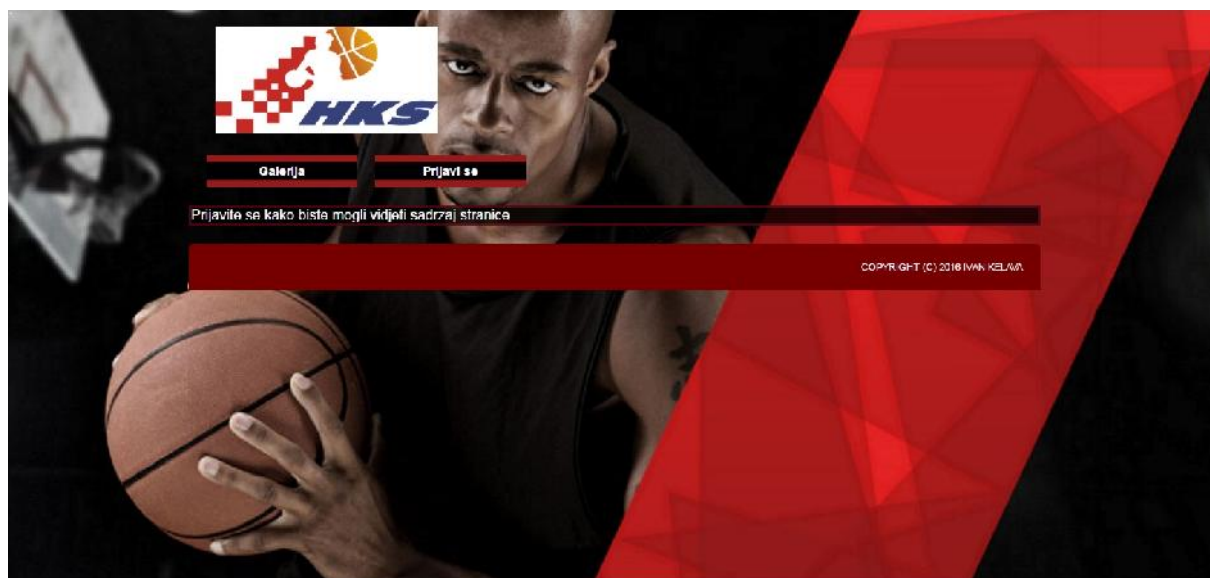 HKS
Galerija Prijavi se
Prijavite se kako biste mogli vidjeti sadrzaj stranice
COPYRIGHT (C) 2016 IVAN KELAVA